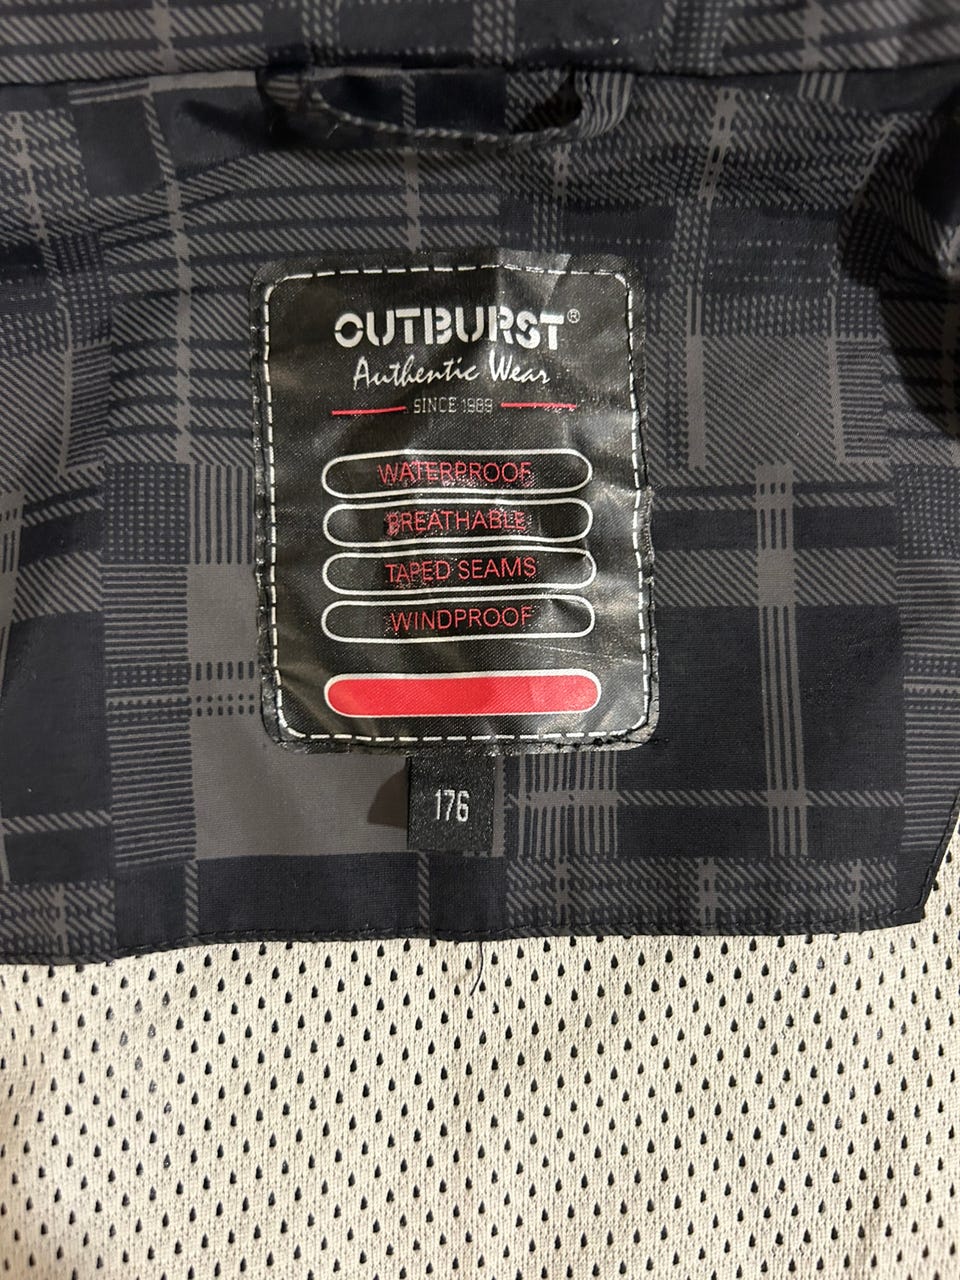 OUTBURST®
Authentic Wear
SINCE 1989
WATERPROOF
BREATHABLE
TAPED SEAMS
WINDPROOF
176